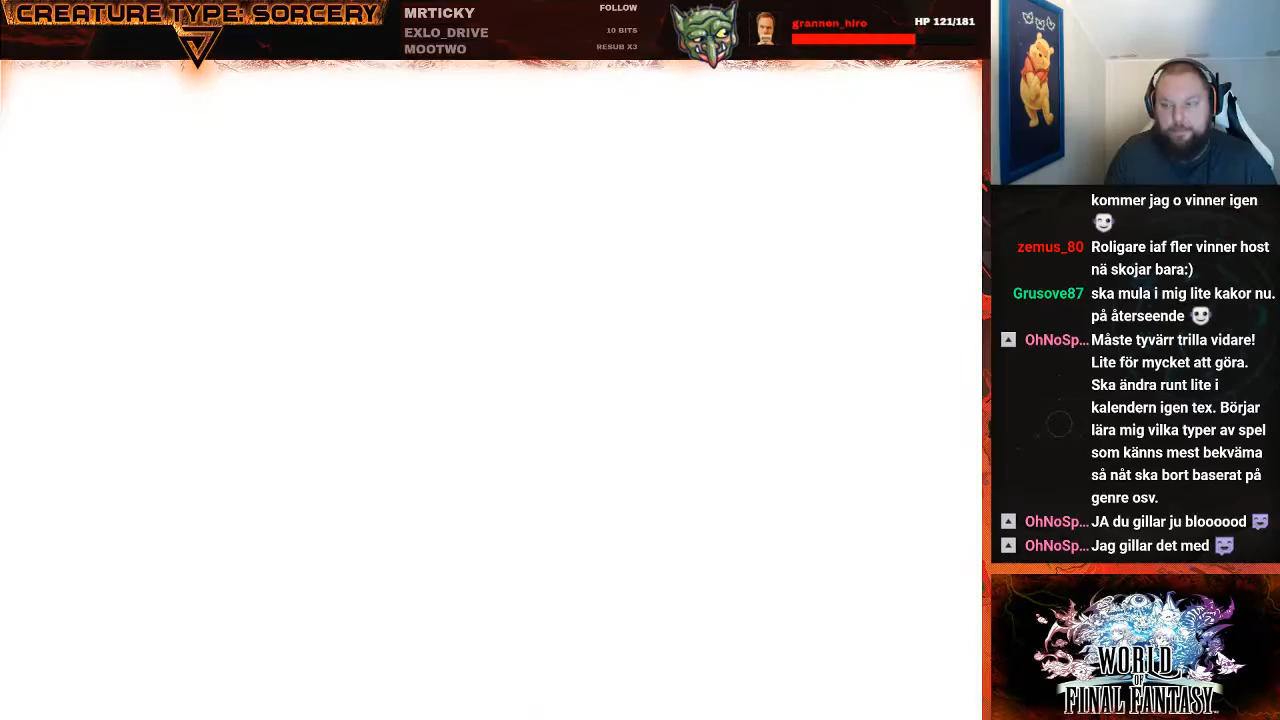 CREATURE TYPE: SORCERY
MRTICKY FOLLOW
EXLO_DRIVE 10 BITS
MOOTWO RESUB X3
grannen_hiro HP 121/181
kommer jag o vinner igen
zemus_80 Roligare iaf fler vinner host
nä skojar bara:)
Grusove87 ska mula i mig lite kakor nu.
på återseende
OhNoSp... Måste tyvärr trilla vidare!
Lite för mycket att göra.
Ska ändra runt lite i
kalendern igen tex. Börjar
lära mig vilka typer av spel
som känns mest bekväma
så nåt ska bort baserat på
genre osv.
OhNoSp... JA du gillar ju bloooood
OhNoSp... Jag gillar det med
WORLD
OF
FINAL FANTASY